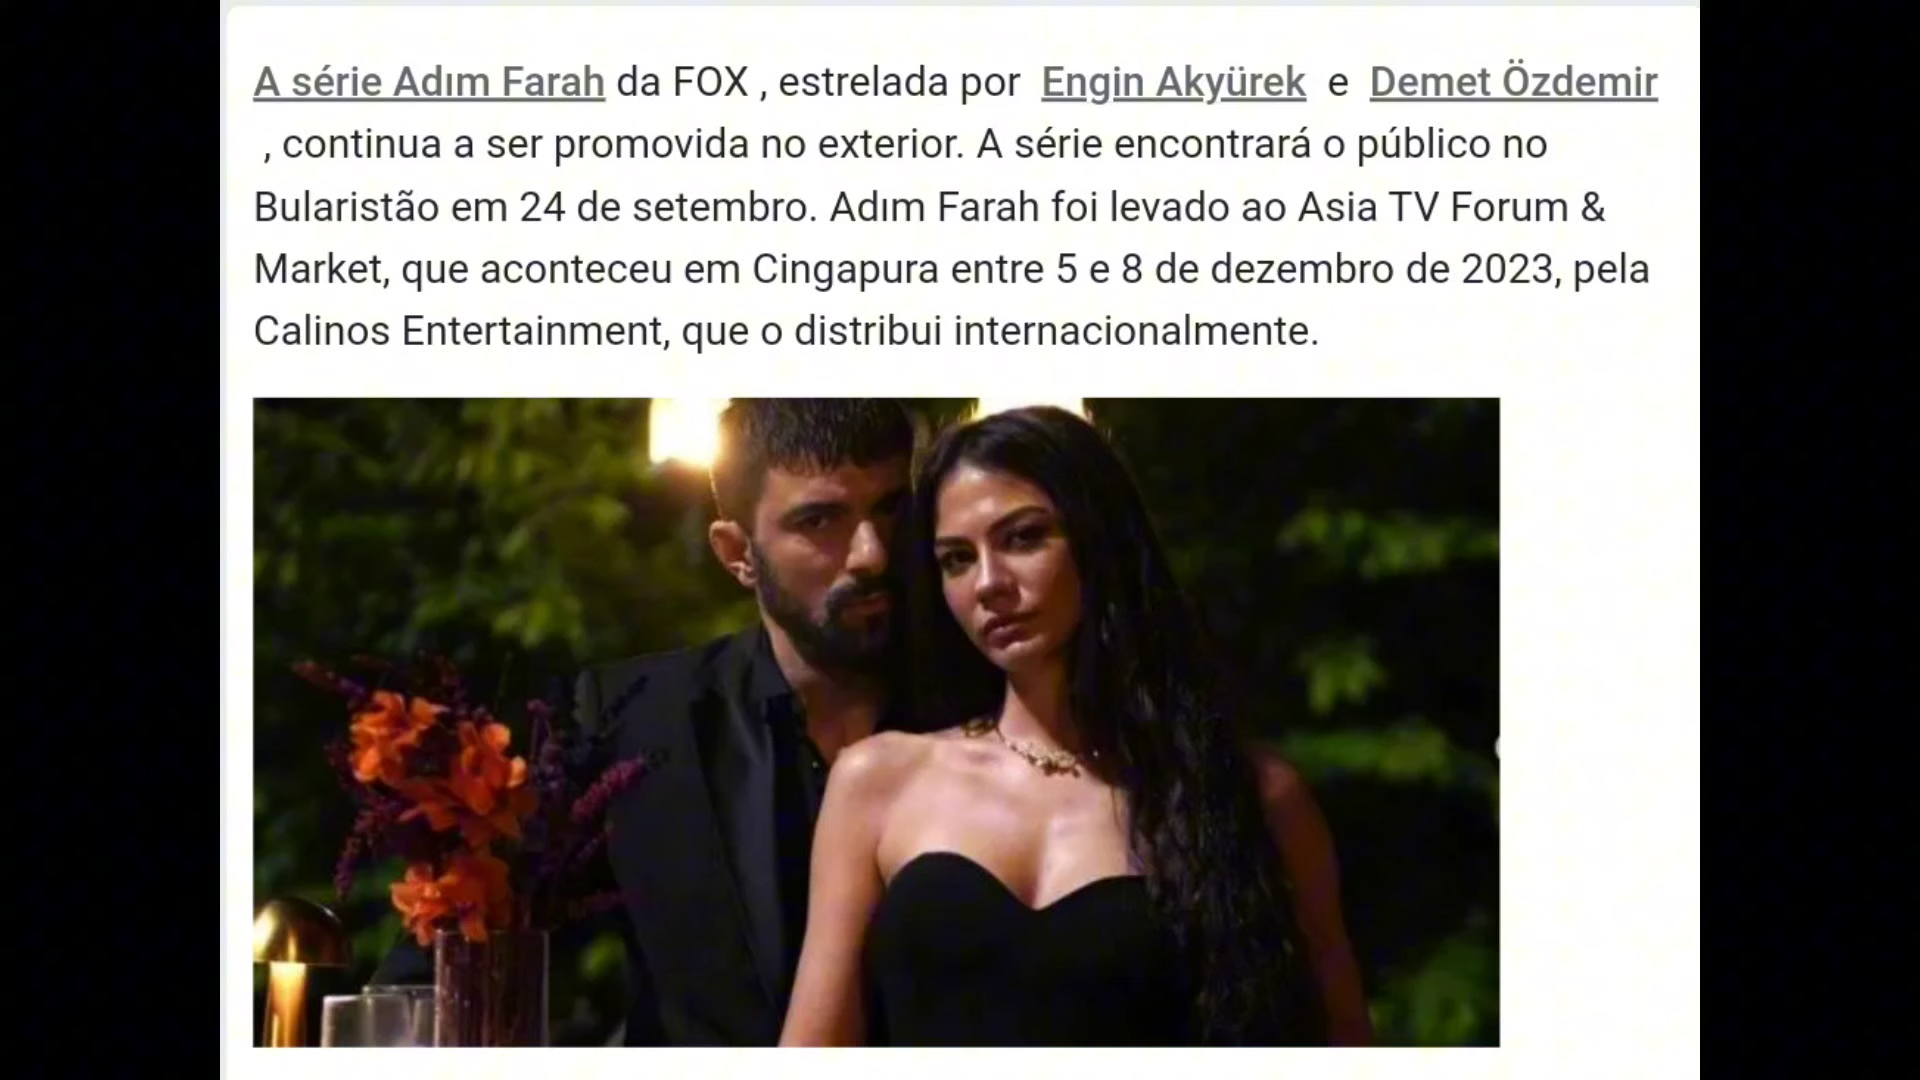 A série Adım Farah da FOX , estrelada por Engin Akyürek e Demet Özdemir
, continua a ser promovida no exterior. A série encontrará o público no
Bularistão em 24 de setembro. Adım Farah foi levado ao Asia TV Forum &
Market, que aconteceu em Cingapura entre 5 e 8 de dezembro de 2023, pela
Calinos Entertainment, que o distribui internacionalmente.